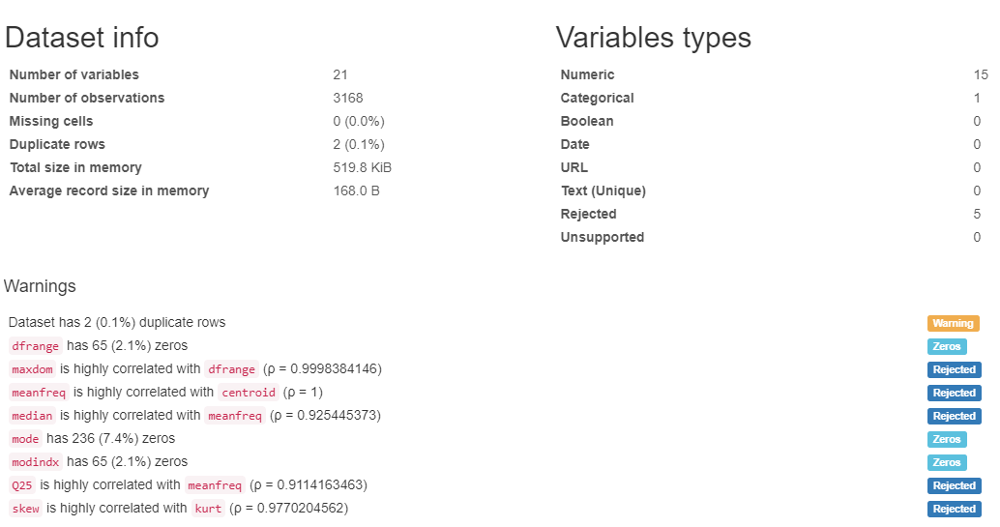 Dataset info
Number of variables 21
Number of observations 3168
Missing cells 0 (0.0%)
Duplicate rows 2 (0.1%)
Total size in memory 519.8 KiB
Average record size in memory 168.0 B
Variables types
Numeric 15
Categorical 1
Boolean 0
Date 0
URL 0
Text (Unique) 0
Rejected 5
Unsupported 0
Warnings
Dataset has 2 (0.1%) duplicate rows Warning
dfrange has 65 (2.1%) zeros Zeros
maxdom is highly correlated with dfrange (ρ = 0.9998384146) Rejected
meanfreq is highly correlated with centroid (ρ = 1) Rejected
median is highly correlated with meanfreq (ρ = 0.925445373) Rejected
mode has 236 (7.4%) zeros Zeros
modindx has 65 (2.1%) zeros Zeros
Q25 is highly correlated with meanfreq (ρ = 0.9114163463) Rejected
skew is highly correlated with kurt (ρ = 0.9770204562) Rejected